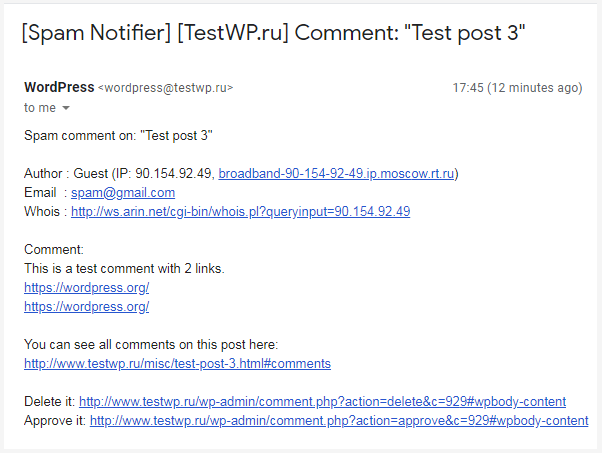 [Spam Notifier] [TestWP.ru] Comment: "Test post 3"
WordPress <wordpress@testwp.ru> 17:45 (12 minutes ago)
to me
Spam comment on: "Test post 3"
Author : Guest (IP: 90.154.92.49, broadband-90-154-92-49.ip.moscow.rt.ru)
Email : spam@gmail.com
Whois : http://ws.arin.net/cgi-bin/whois.pl?queryinput=90.154.92.49
Comment:
This is a test comment with 2 links.
https://wordpress.org/
https://wordpress.org/
You can see all comments on this post here:
http://www.testwp.ru/misc/test-post-3.html#comments
Delete it: http://www.testwp.ru/wp-admin/comment.php?action=delete&c=929#wpbody-content
Approve it: http://www.testwp.ru/wp-admin/comment.php?action=approve&c=929#wpbody-content